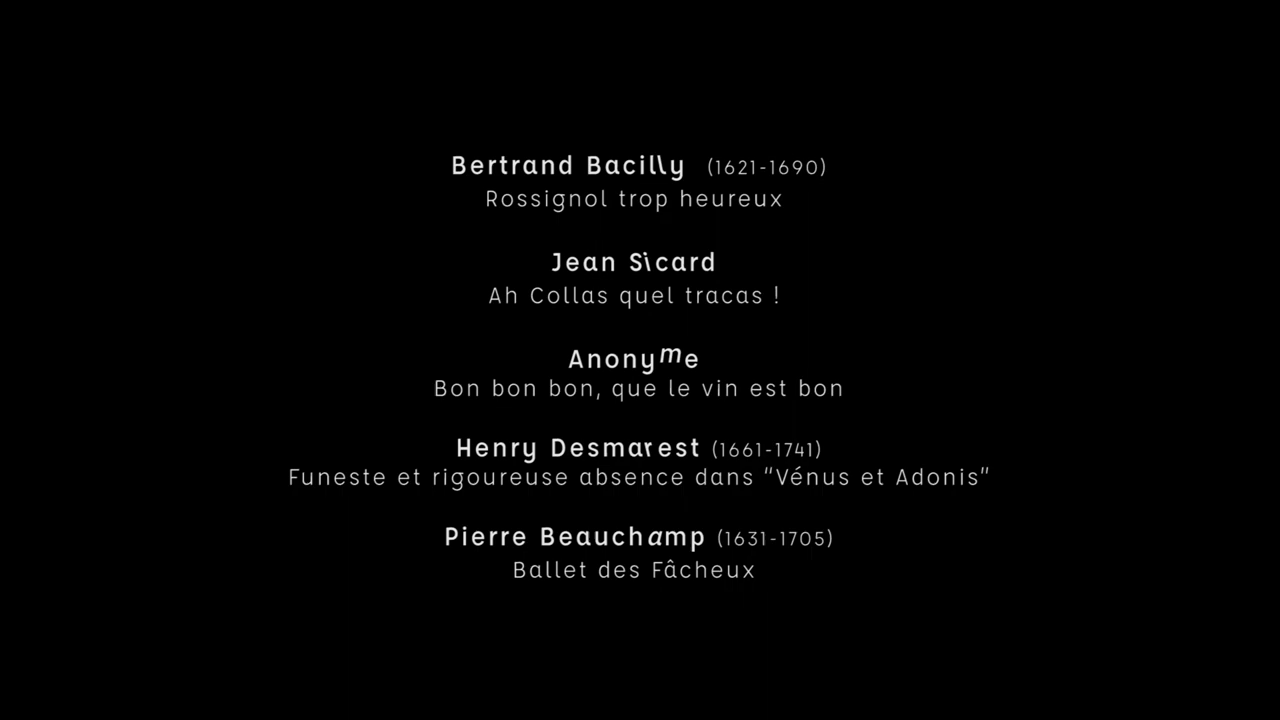 Bertrand Bacilly (1621-1690)
Rossignol trop heureux
Jean Sicard
Ah Collas quel tracas !
Anonyme
Bon bon bon, que le vin est bon
Henry Desmarest (1661-1741)
Funeste et rigoureuse absence dans "Vénus et Adonis"
Pierre Beauchamp (1631-1705)
Ballet des Fâcheux